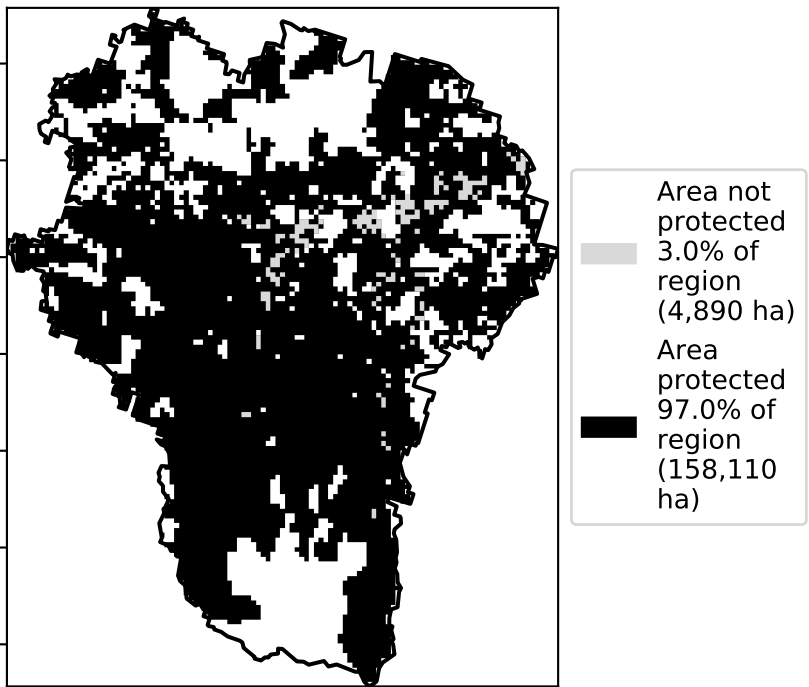 Area not
protected
3.0% of
region
(4,890 ha)
Area
protected
97.0% of
region
(158,110
ha)